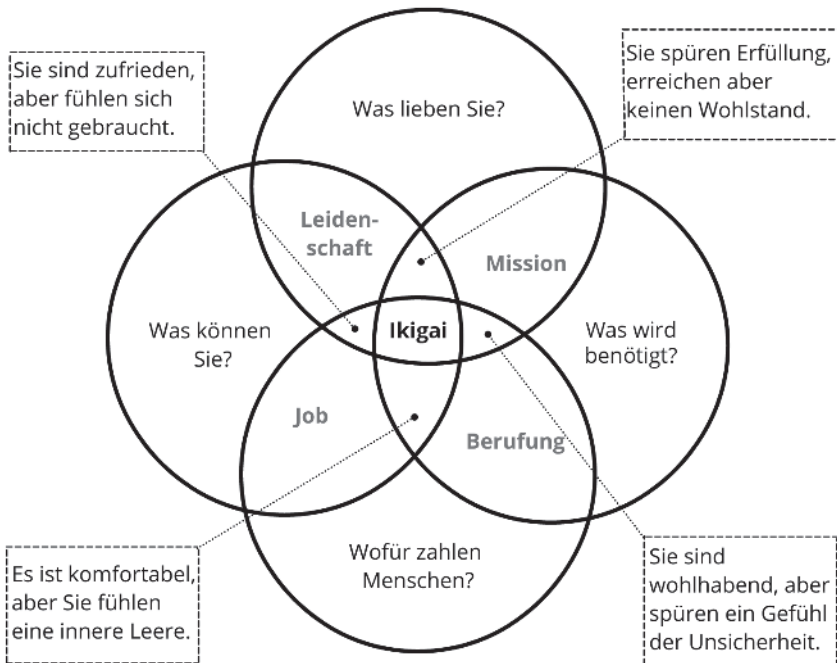 Sie sind zufrieden,
aber fühlen sich
nicht gebraucht.
Was lieben Sie?
Sie spüren Erfüllung,
erreichen aber
keinen Wohlstand.
Leiden-
schaft
Mission
Was können
Sie?
Ikigai
Was wird
benötigt?
Job
Berufung
Wofür zahlen
Menschen?
Es ist komfortabel,
aber Sie fühlen
eine innere Leere.
Sie sind
wohlhabend, aber
spüren ein Gefühl
der Unsicherheit.